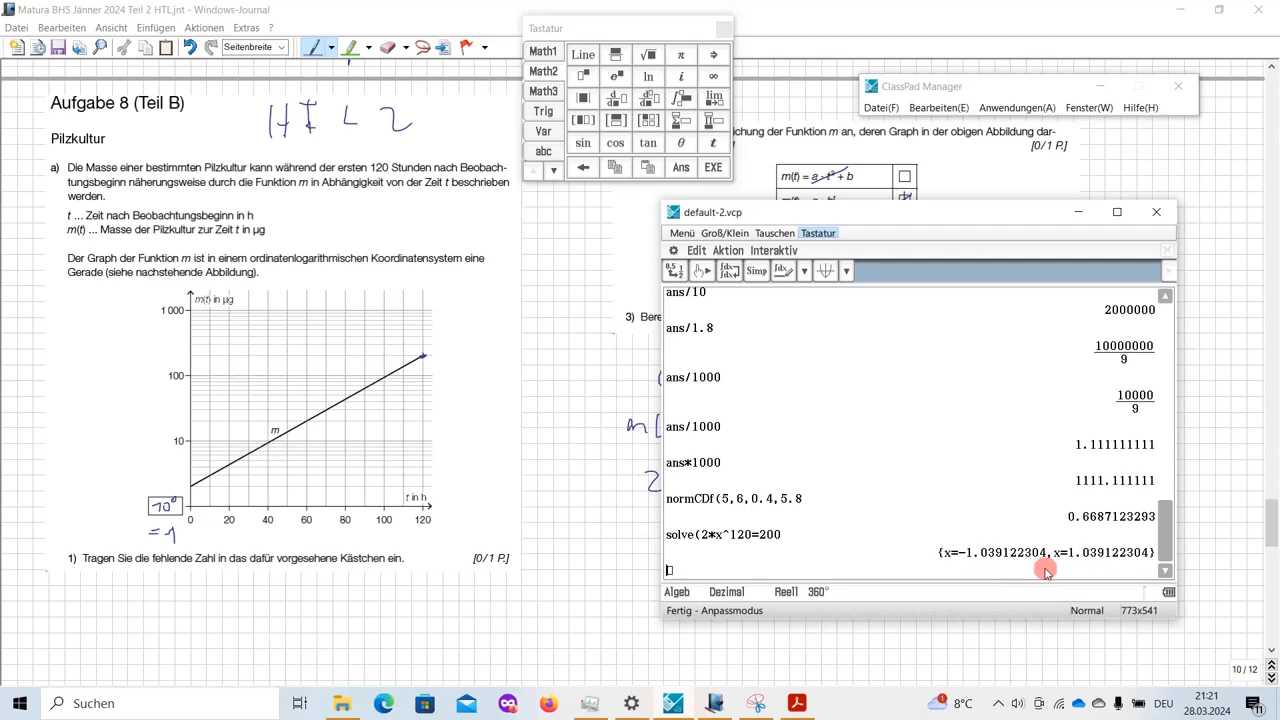 Matura BHS Jänner 2024 Teil 2 HTL.jnt - Windows-Journal
Datei Bearbeiten Ansicht Einfügen Aktionen Extras ?
Seitenbreite
Aufgabe 8 (Teil B)
HTL 2
Pilzkultur
a) Die Masse einer bestimmten Pilzkultur kann während der ersten 120 Stunden nach Beobach-
tungsbeginn näherungsweise durch die Funktion m in Abhängigkeit von der Zeit t beschrieben
werden.
t ... Zeit nach Beobachtungsbeginn in h
m(t) ... Masse der Pilzkultur zur Zeit t in µg
Der Graph der Funktion m ist in einem ordinatenlogarithmischen Koordinatensystem eine
Gerade (siehe nachstehende Abbildung).
m(t) in µg
1 000
100
10
m
t in h
10⁰
= 1
0 20 40 60 80 100 120
1) Tragen Sie die fehlende Zahl in das dafür vorgesehene Kästchen ein. [0/1 P.]
Tastatur
Math1 Line √ π ⇒
Math2 eᵒ ln i ∞
Math3 lim
Trig
Var sin cos tan θ t
abc
Ans EXE
ClassPad Manager
Datei(F) Bearbeiten(E) Anwendungen(A) Fenster(W) Hilfe(H)
ichung der Funktion m an, deren Graph in der obigen Abbildung dar-
[0/1 P.]
m(t) = a · t² + b
3) Bere
m(
2
default-2.vcp
Menü Groß/Klein Tauschen Tastatur
Edit Aktion Interaktiv
Simp
ans/10
2000000
ans/1.8
10000000
9
ans/1000
10000
9
ans/1000
1.111111111
ans*1000
1111.111111
normCDf(5,6,0.4,5.8
0.6687123293
solve(2*x^120=200
{x=-1.039122304,x=1.039122304}
Algeb Dezimal Reell 360°
Fertig - Anpassmodus Normal 773x541
10 / 12
Suchen
8°C
DEU
21:21
28.03.2024
11